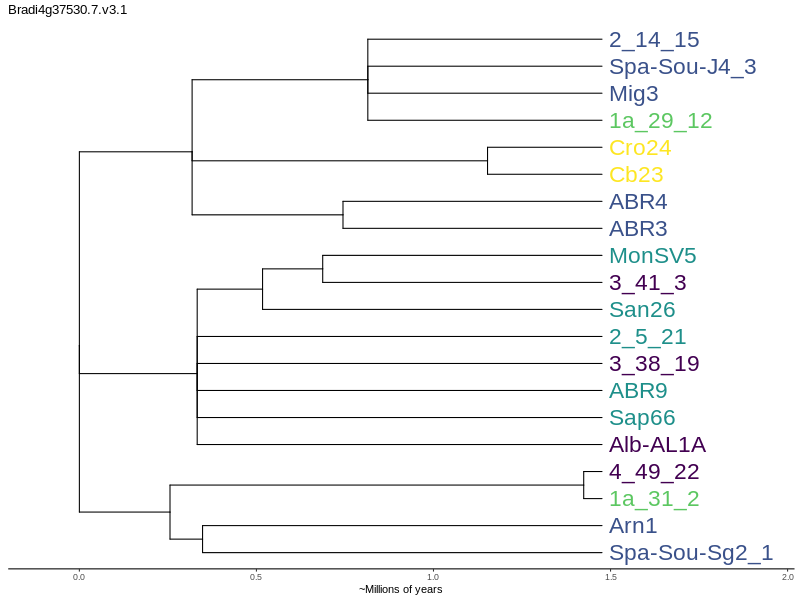 Bradi4g37530.7.v3.1
2_14_15
Spa-Sou-J4_3
Mig3
1a_29_12
Cro24
Cb23
ABR4
ABR3
MonSV5
3_41_3
San26
2_5_21
3_38_19
ABR9
Sap66
Alb-AL1A
4_49_22
1a_31_2
Arn1
Spa-Sou-Sg2_1
0.0 0.5 1.0 1.5 2.0
~Millions of years